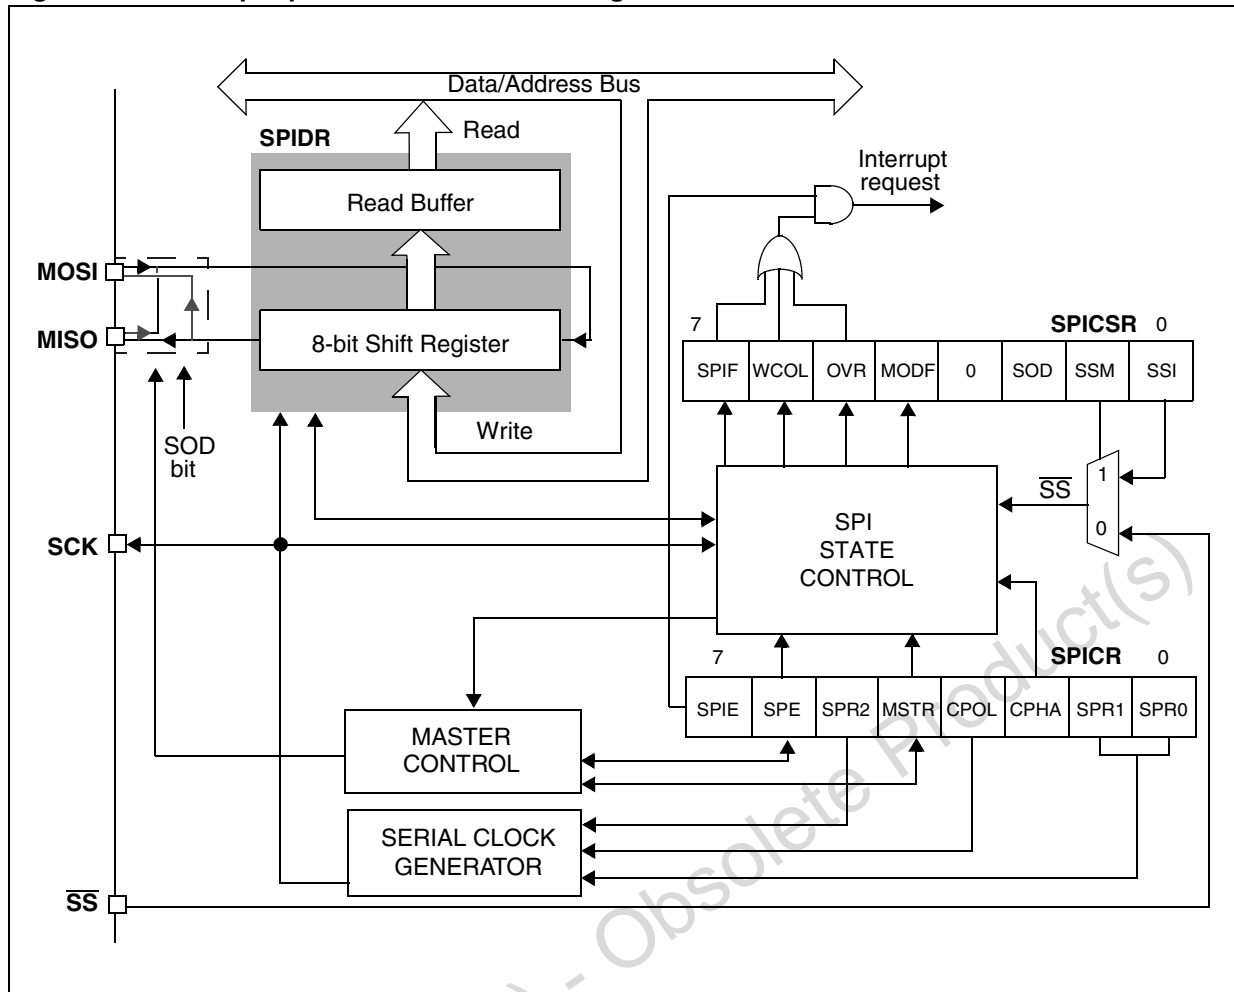 Data/Address Bus
SPIDR
Read
Read Buffer
Interrupt
request
MOSI
MISO
8-bit Shift Register
Write
SOD
bit
7
SPICSR
0
SPIF
WCOL
OVR
MODF
0
SOD
SSM
SSI
1
0
SS
SPI
STATE
CONTROL
SCK
7
SPICR
0
SPIE
SPE
SPR2
MSTR
CPOL
CPHA
SPR1
SPR0
MASTER
CONTROL
SERIAL CLOCK
GENERATOR
SS
) - Obsolete Product(s)